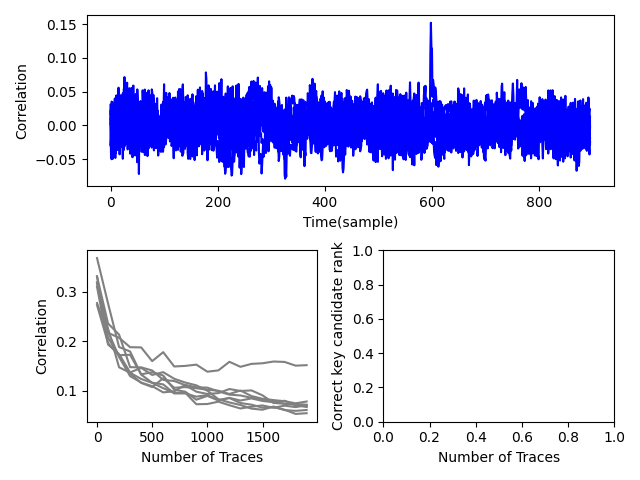 0.15
0.10
0.05
0.00
−0.05
Correlation
0 200 400 600 800
Time(sample)
0.3
0.2
0.1
Correlation
0 500 1000 1500
Number of Traces
1.0
0.8
0.6
0.4
0.2
0.0
Correct key candidate rank
0.0 0.2 0.4 0.6 0.8 1.0
Number of Traces